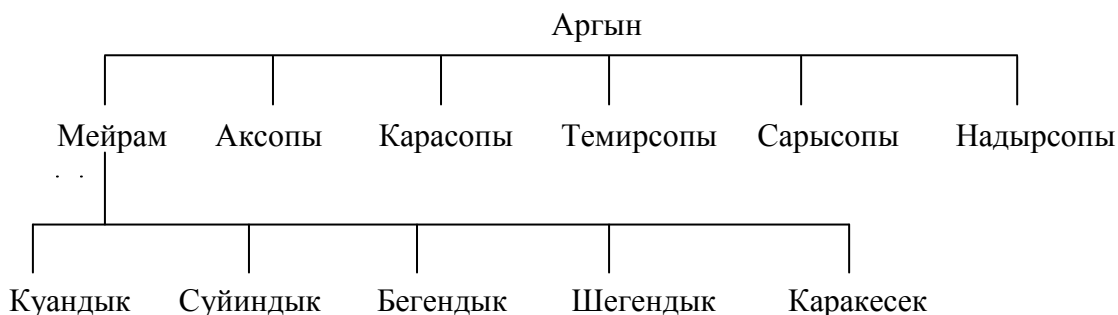 Аргын
Мейрам Аксопы Карасопы Темирсопы Сарысопы Надырсопы
Куандык Суйиндык Бегендык Шегендык Каракесек